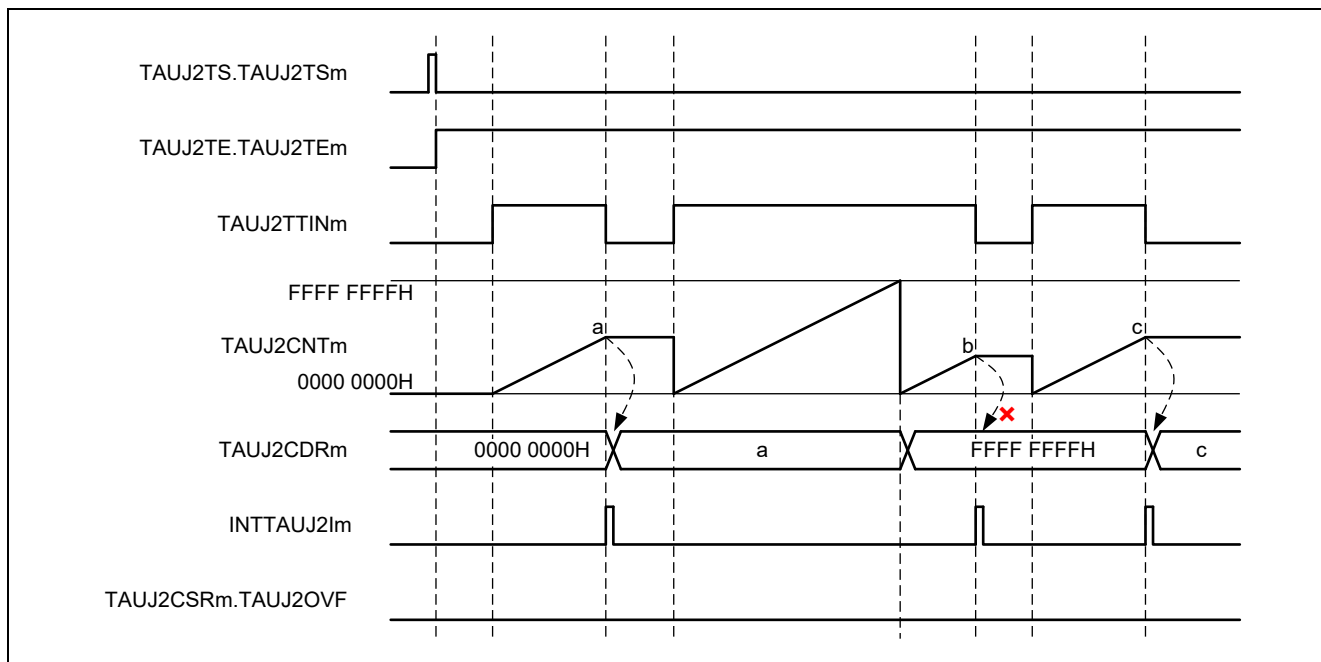 TAUJ2TS.TAUJ2TSm
TAUJ2TE.TAUJ2TEm
TAUJ2TTINm
FFFF FFFFH
TAUJ2CNTm
0000 0000H
a
b
c
TAUJ2CDRm
0000 0000H
a
FFFF FFFFH
c
INTTAUJ2Im
TAUJ2CSRm.TAUJ2OVF